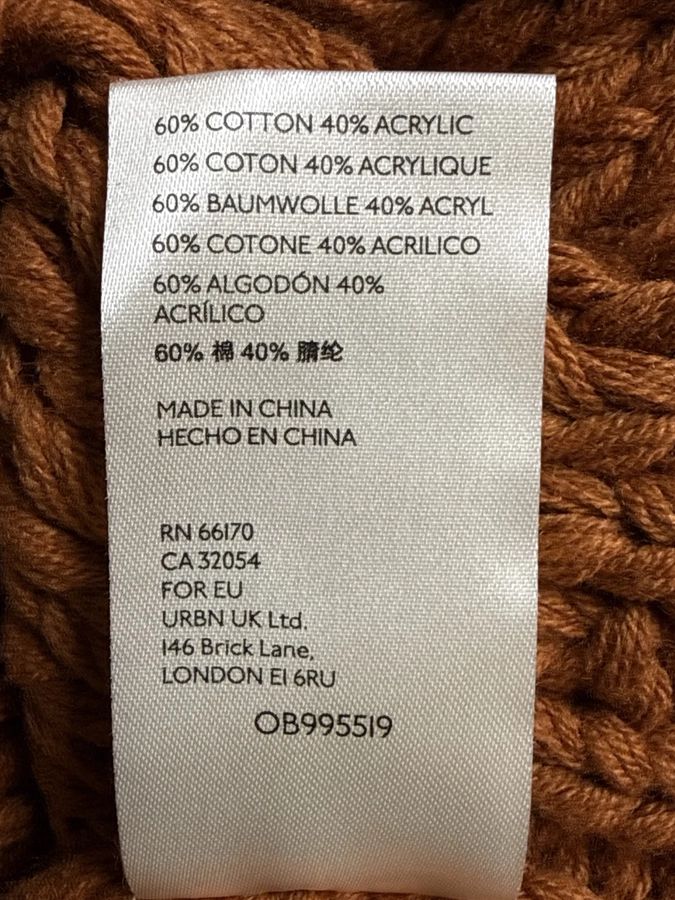 60% COTTON 40% ACRYLIC
60% COTON 40% ACRYLIQUE
60% BAUMWOLLE 40% ACRYL
60% COTONE 40% ACRILICO
60% ALGODÓN 40%
ACRÍLICO
60% 棉 40% 腈纶
MADE IN CHINA
HECHO EN CHINA
RN 66170
CA 32054
FOR EU
URBN UK Ltd.
146 Brick Lane,
LONDON E1 6RU
OB995519